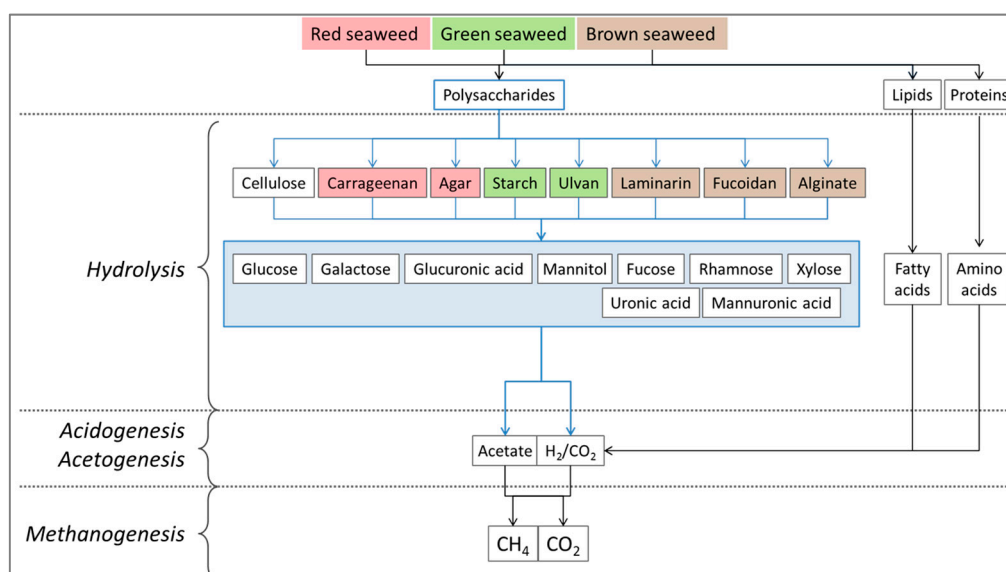 Red seaweed Green seaweed Brown seaweed
Polysaccharides Lipids Proteins
Cellulose Carrageenan Agar Starch Ulvan Laminarin Fucoidan Alginate
Hydrolysis
Glucose Galactose Glucuronic acid Mannitol Fucose Rhamnose Xylose
Uronic acid Mannuronic acid
Fatty acids
Amino acids
Acidogenesis
Acetogenesis
Acetate H₂/CO₂
Methanogenesis
CH₄ CO₂